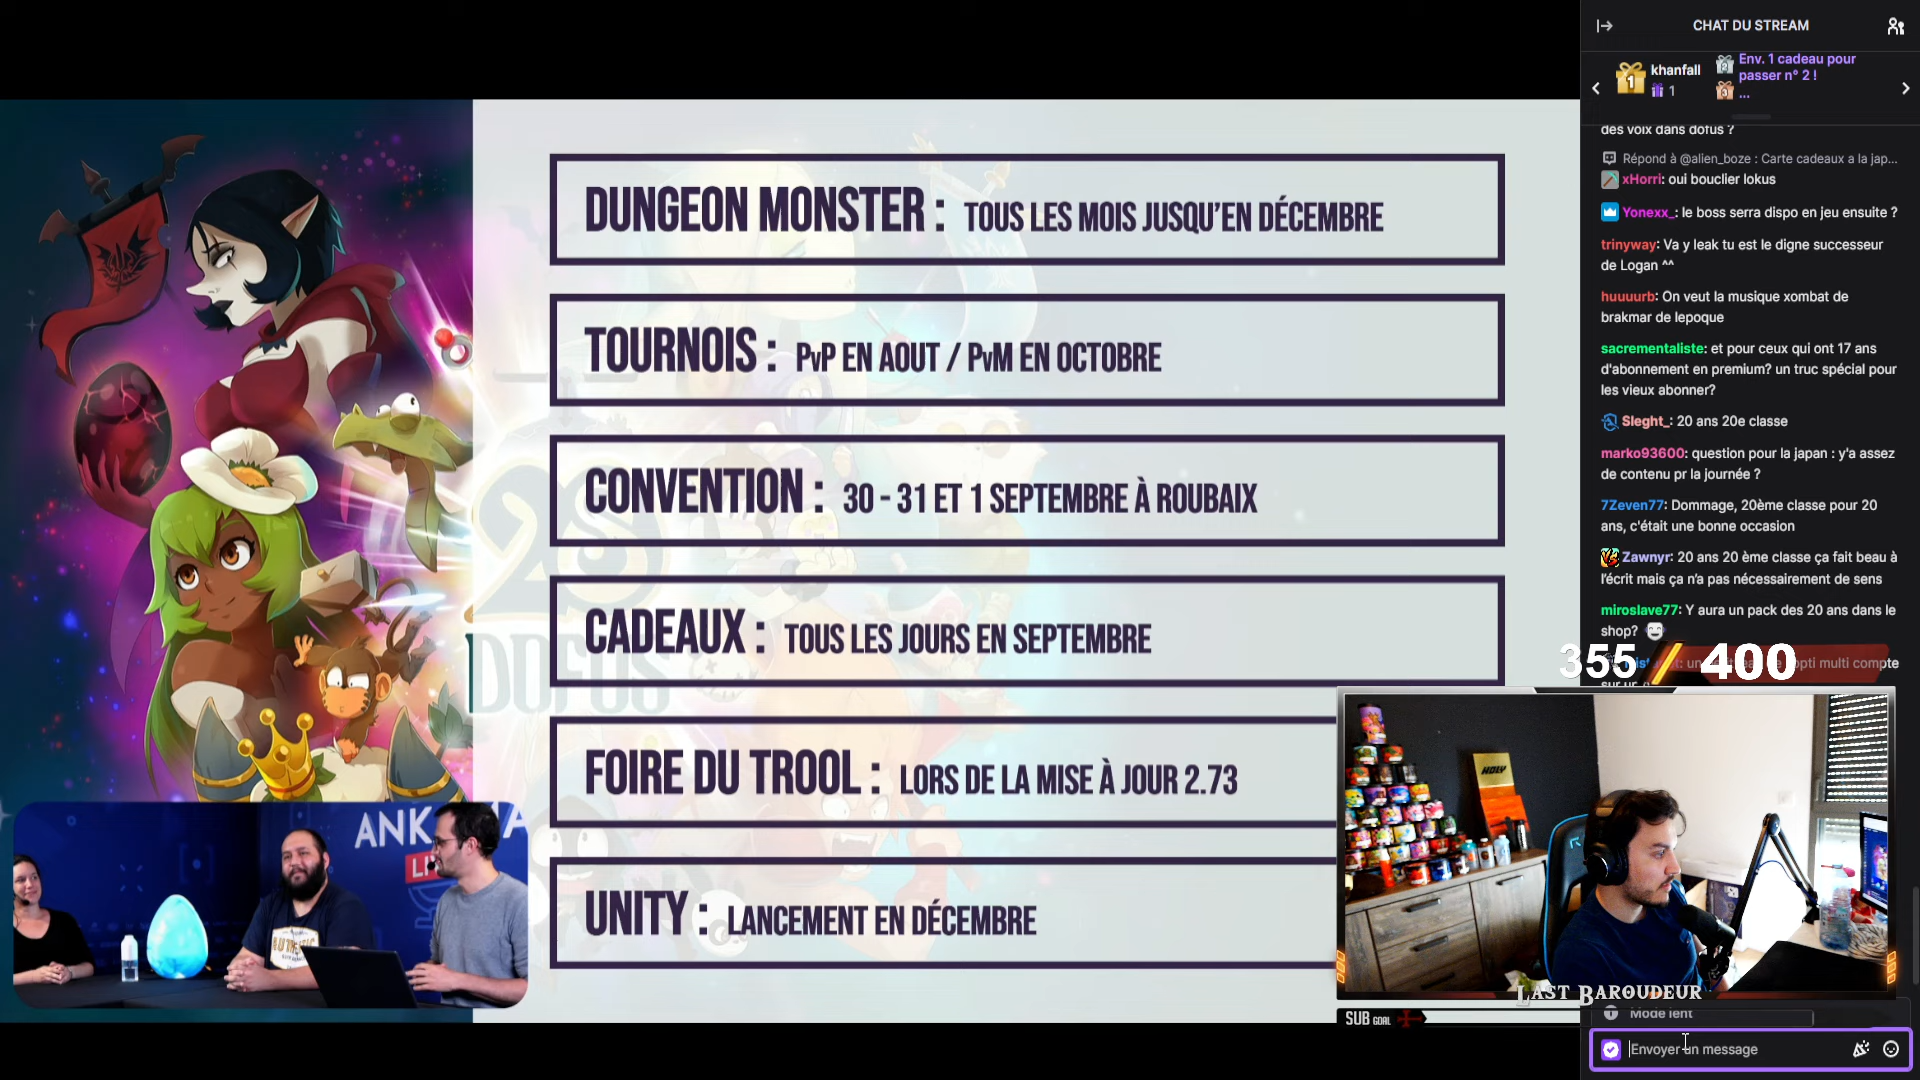 DUNGEON MONSTER : TOUS LES MOIS JUSQU'EN DÉCEMBRE
TOURNOIS : PvP EN AOUT / PvM EN OCTOBRE
CONVENTION : 30 - 31 ET 1 SEPTEMBRE À ROUBAIX
CADEAUX : TOUS LES JOURS EN SEPTEMBRE
FOIRE DU TROOL : LORS DE LA MISE À JOUR 2.73
UNITY : LANCEMENT EN DÉCEMBRE
DOFUS
CHAT DU STREAM
1 khanfall
1
2 Env. 1 cadeau pour
passer n° 2 !
3 ...
des voix dans dofus ?
Répond à @alien_boze : Carte cadeaux a la jap...
xHorri: oui bouclier lokus
Yonexx_: le boss serra dispo en jeu ensuite ?
trinyway: Va y leak tu est le digne successeur
de Logan ^^
huuuurb: On veut la musique xombat de
brakmar de lepoque
sacrementaliste: et pour ceux qui ont 17 ans
d'abonnement en premium? un truc spécial pour
les vieux abonner?
Sleght_: 20 ans 20e classe
marko93600: question pour la japan : y'a assez
de contenu pr la journée ?
7Zeven77: Dommage, 20ème classe pour 20
ans, c'était une bonne occasion
Zawnyr: 20 ans 20 ème classe ça fait beau à
l'écrit mais ça n'a pas nécessairement de sens
miroslave77: Y aura un pack des 20 ans dans le
shop?
opti multi compte
355 / 400
HOLY
LAST BAROUDEUR
SUB GOAL
Mode lent
Envoyer un message